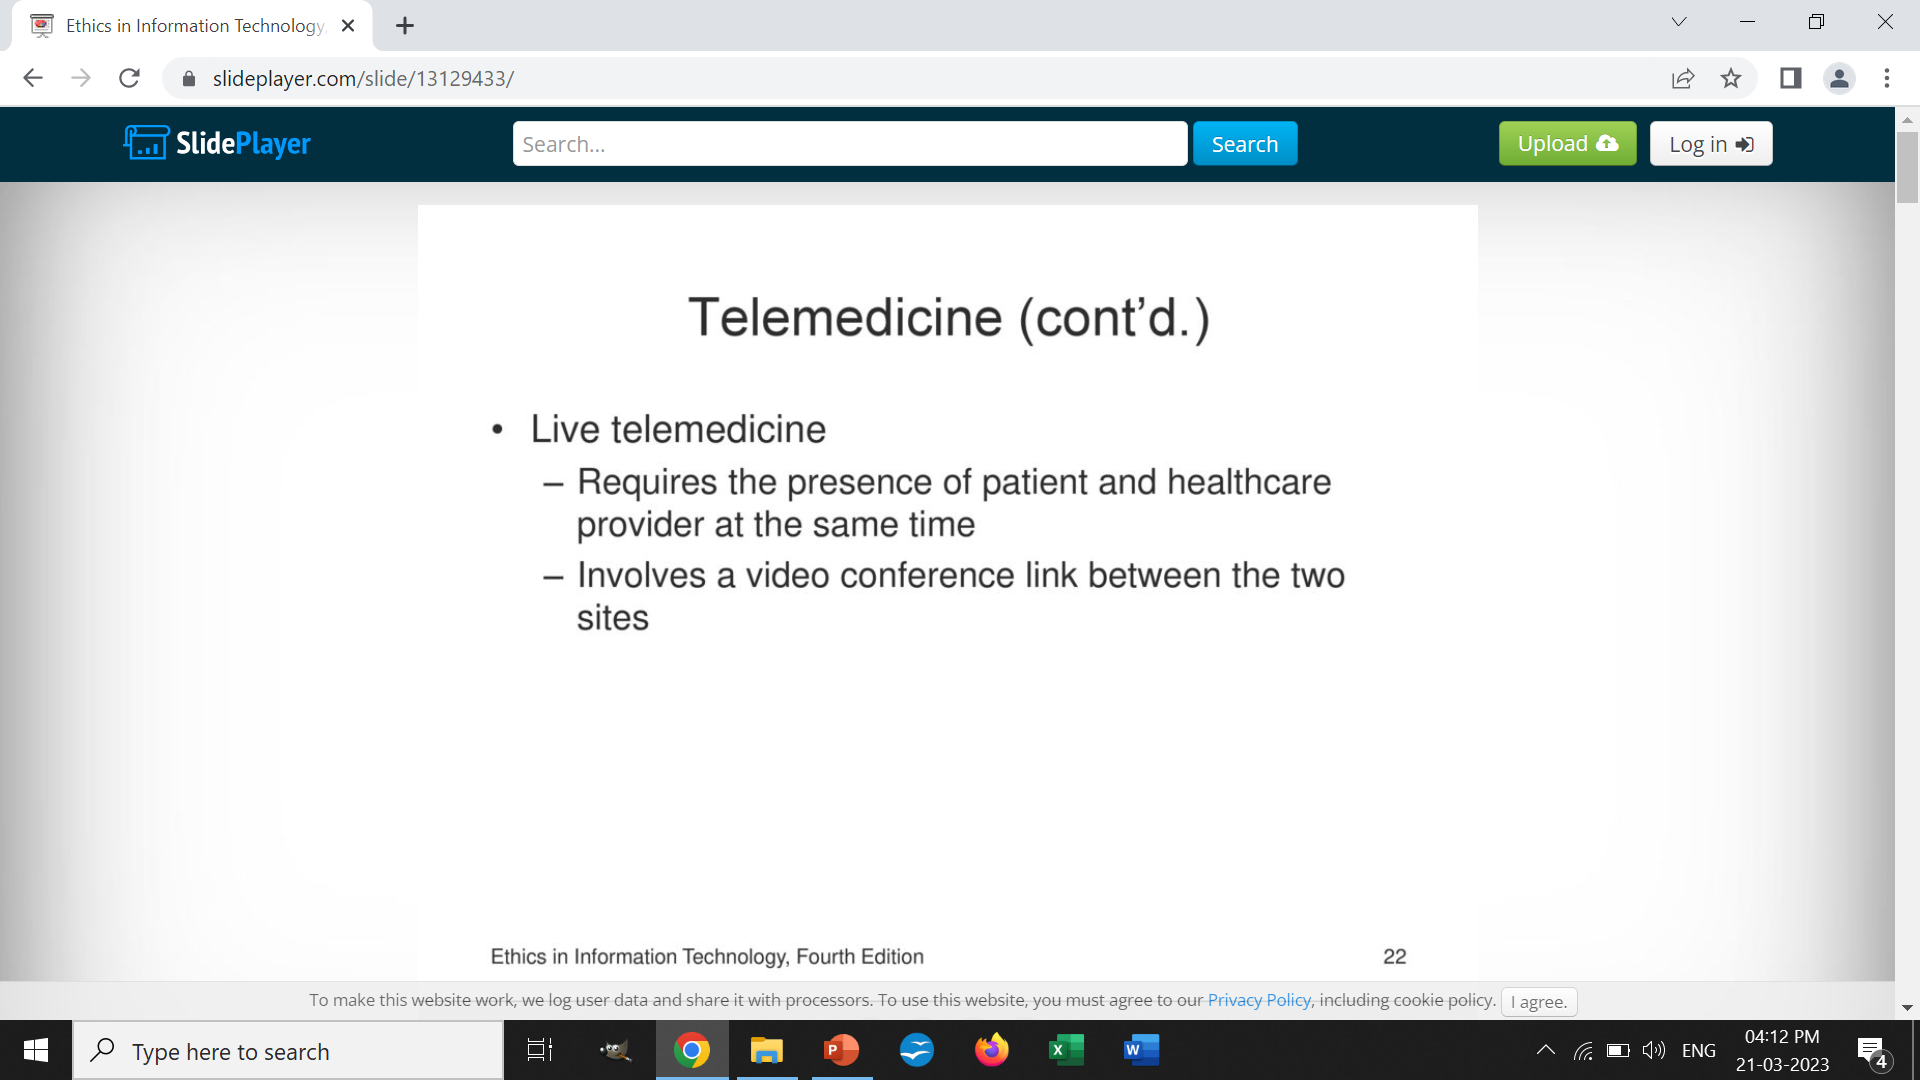 Ethics in Information Technology,
slideplayer.com/slide/13129433/
SlidePlayer
Search...
Search
Upload
Log in
Telemedicine (cont’d.)
• Live telemedicine
– Requires the presence of patient and healthcare
provider at the same time
– Involves a video conference link between the two
sites
Ethics in Information Technology, Fourth Edition
22
To make this website work, we log user data and share it with processors. To use this website, you must agree to our Privacy Policy, including cookie policy.
I agree.
Type here to search
P
X
W
ENG
04:12 PM
21-03-2023
4